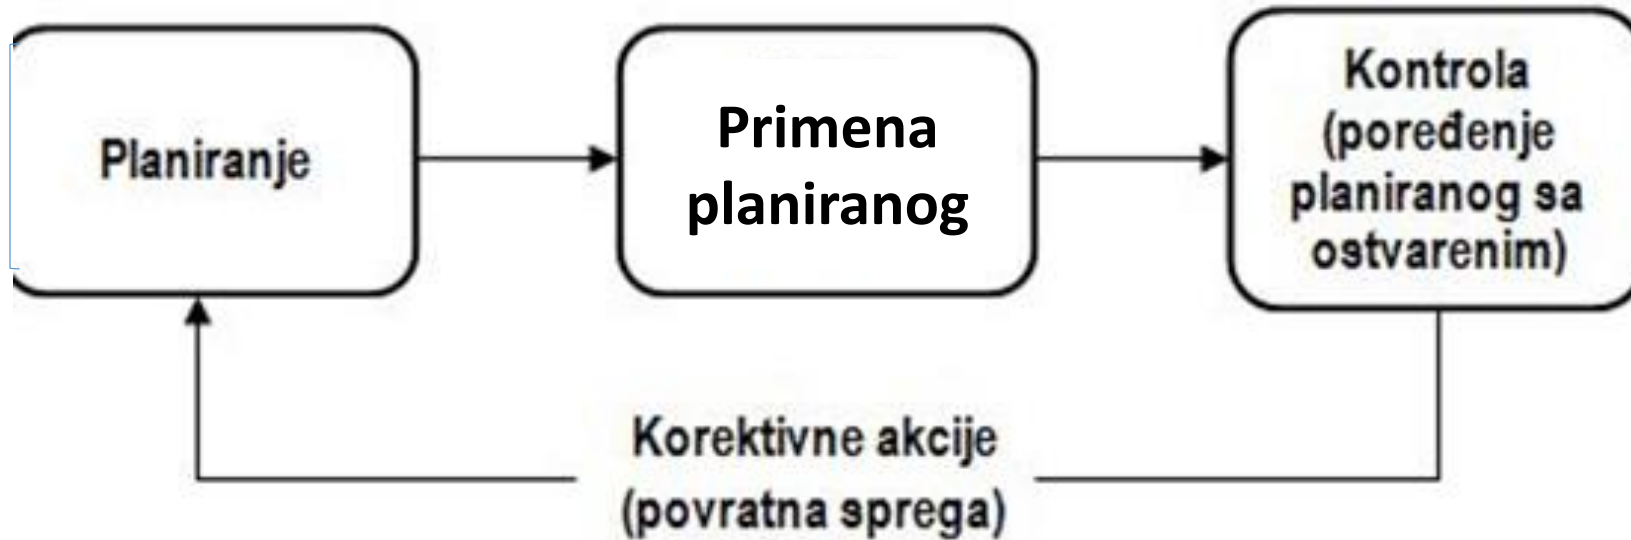 Planiranje
Primena
planiranog
Kontrola
(poređenje
planiranog sa
ostvarenim)
Korektivne akcije
(povratna sprega)